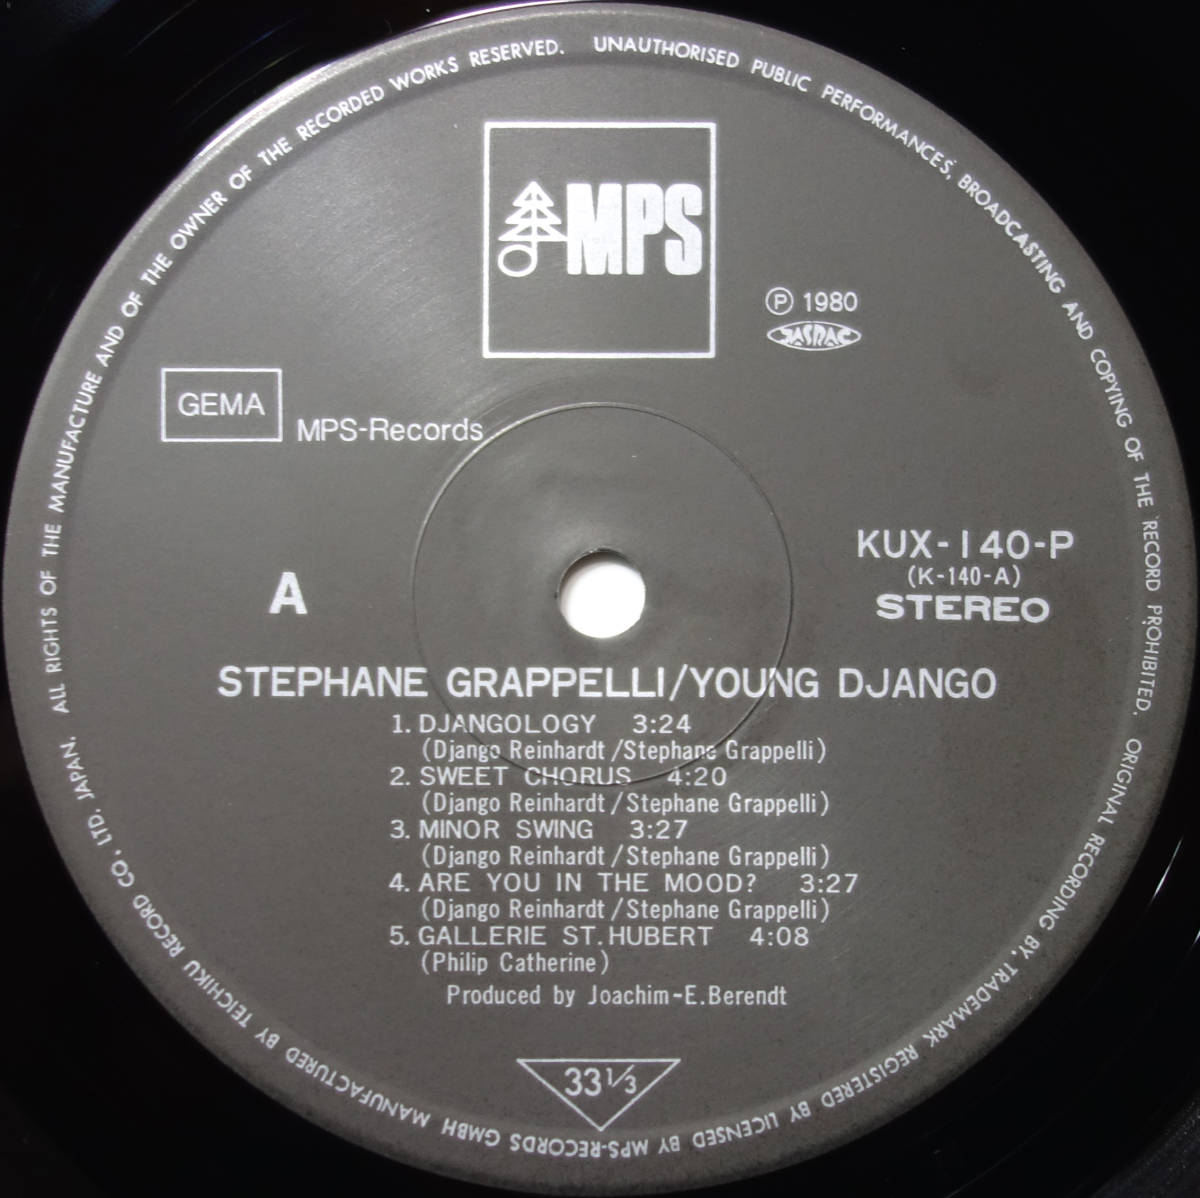 ALL RIGHTS OF THE MANUFACTURE AND OF THE OWNER OF THE RECORDED WORKS RESERVED. UNAUTHORISED PUBLIC PERFORMANCES, BROADCASTING AND COPYING OF THE RECORD PROHIBITED. ORIGINAL RECORDING BY, TRADEMARK REGISTERED BY LICENSED BY MPS-RECORDS GMBH MANUFACTURED BY TEICHIKU RECORD CO., LTD. JAPAN.
MPS
Ⓟ 1980
JASRAC
GEMA
MPS-Records
KUX-140-P
(K-140-A)
A
STEREO
STEPHANE GRAPPELLI/YOUNG DJANGO
1. DJANGOLOGY 3:24
(Django Reinhardt/Stephane Grappelli)
2. SWEET CHORUS 4:20
(Django Reinhardt/Stephane Grappelli)
3. MINOR SWING 3:27
(Django Reinhardt/Stephane Grappelli)
4. ARE YOU IN THE MOOD? 3:27
(Django Reinhardt/Stephane Grappelli)
5. GALLERIE ST. HUBERT 4:08
(Philip Catherine)
Produced by Joachim-E. Berendt
33⅓